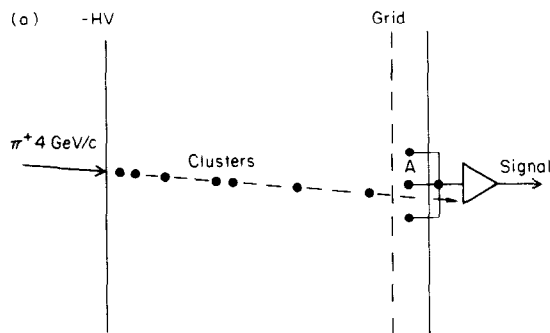 (a) -HV Grid
π+ 4 GeV/c
Clusters
A
Signal